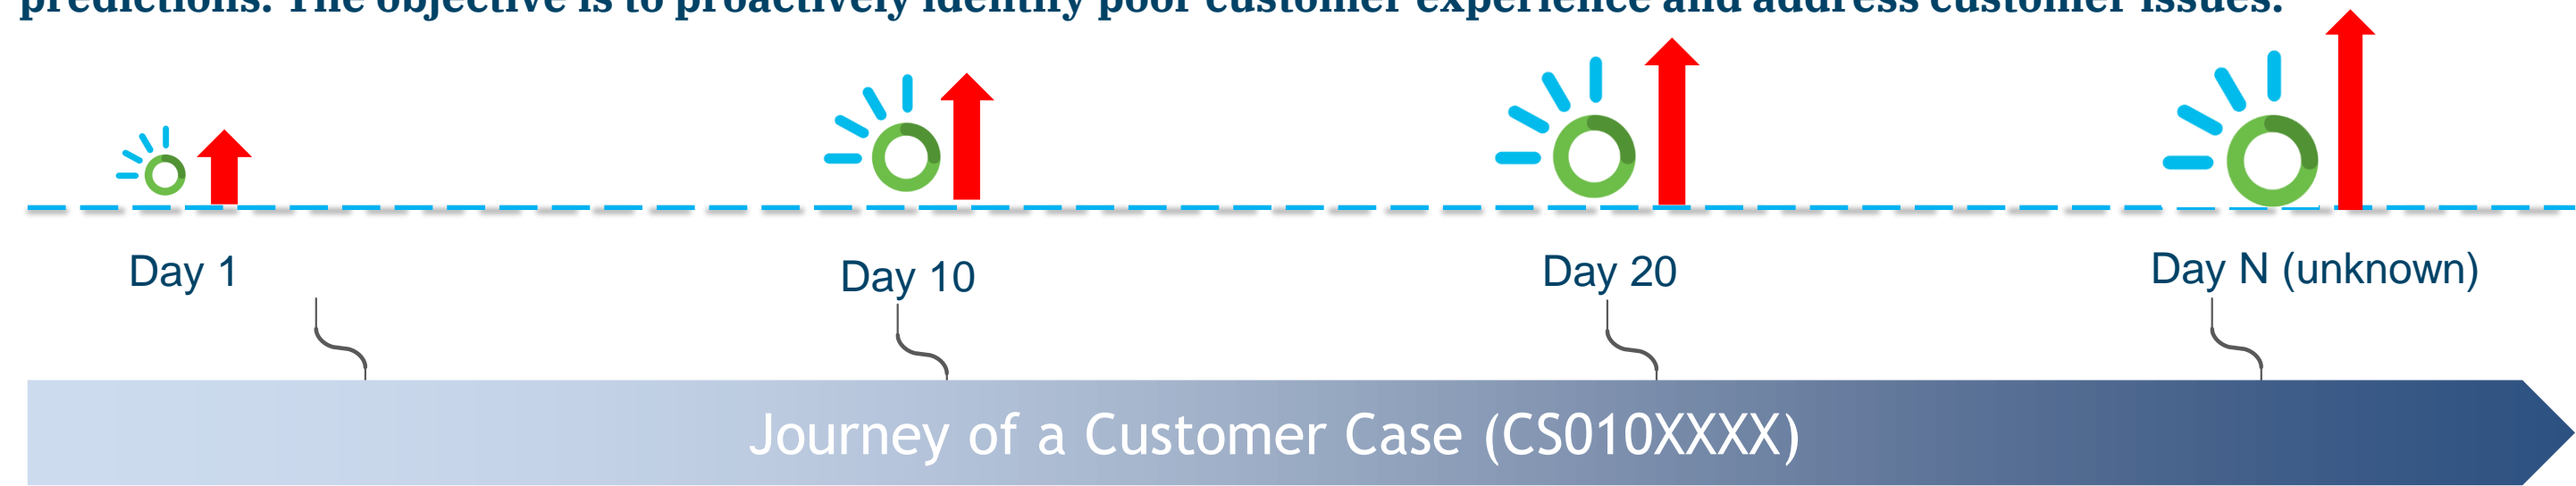 predictions. The objective is to proactively identify poor customer experience and address customer issues.
Day 1
Day 10
Day 20
Day N (unknown)
Journey of a Customer Case (CS010XXXX)